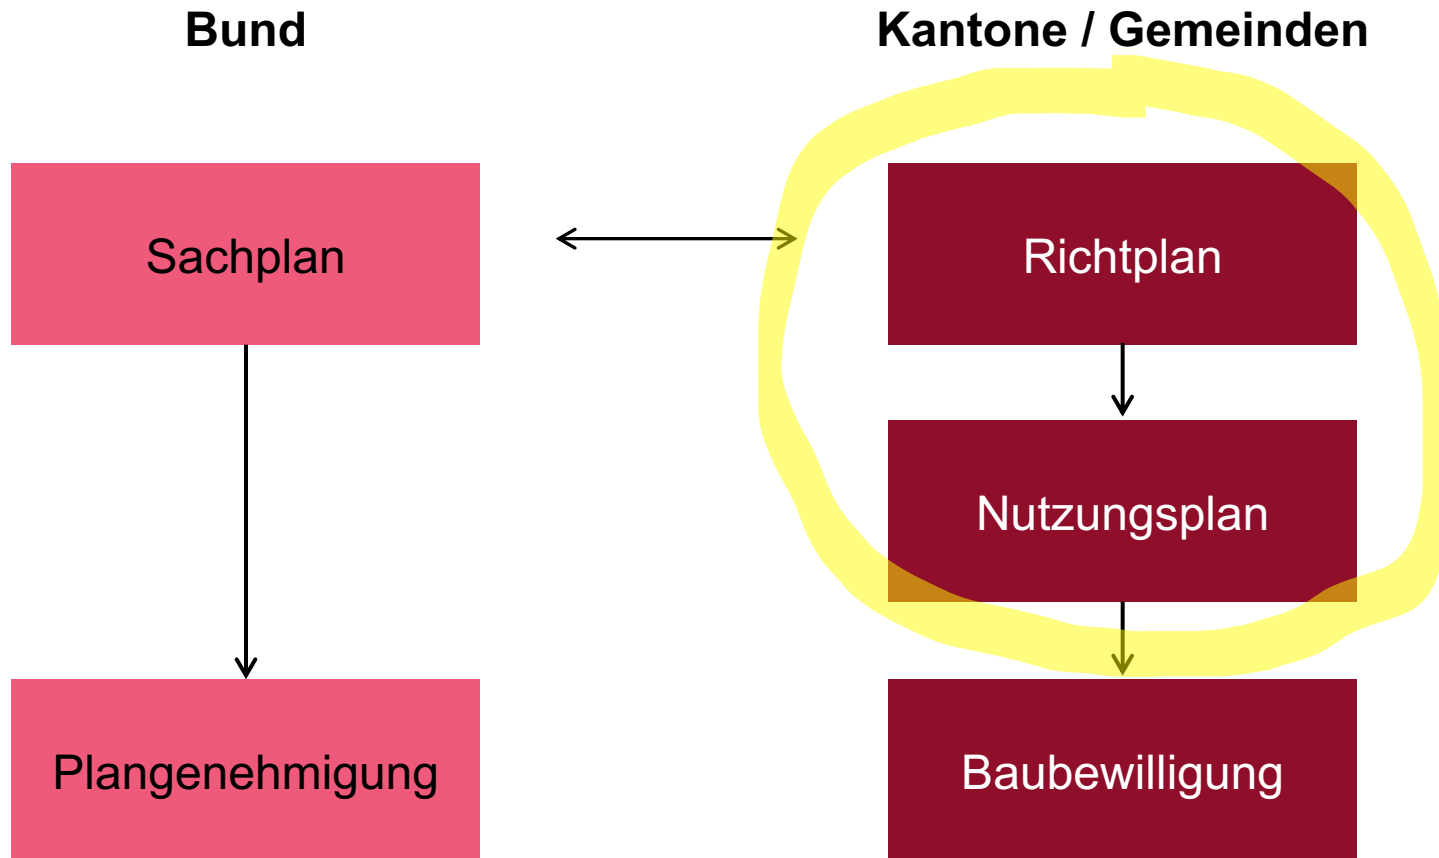 Bund
Kantone / Gemeinden
Sachplan
Richtplan
Nutzungsplan
Plangenehmigung
Baubewilligung